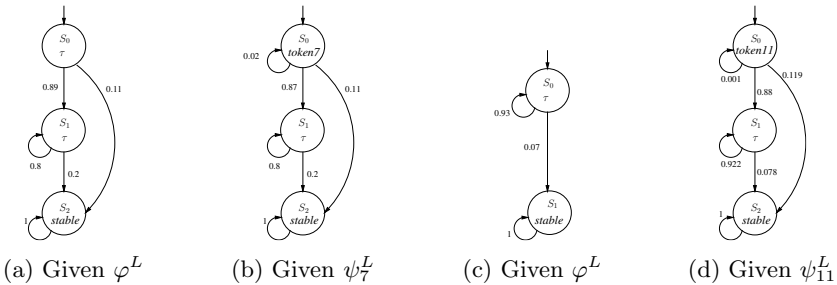 S₀
τ
0.89
0.11
S₁
τ
0.8
0.2
S₂
stable
1
(a) Given φ^L
S₀
token7
0.02
0.87
0.11
S₁
τ
0.8
0.2
S₂
stable
1
(b) Given ψ₇^L
S₀
τ
0.93
0.07
S₁
stable
1
(c) Given φ^L
S₀
token11
0.001
0.119
0.88
S₁
τ
0.922
0.078
S₂
stable
1
(d) Given ψ₁₁^L